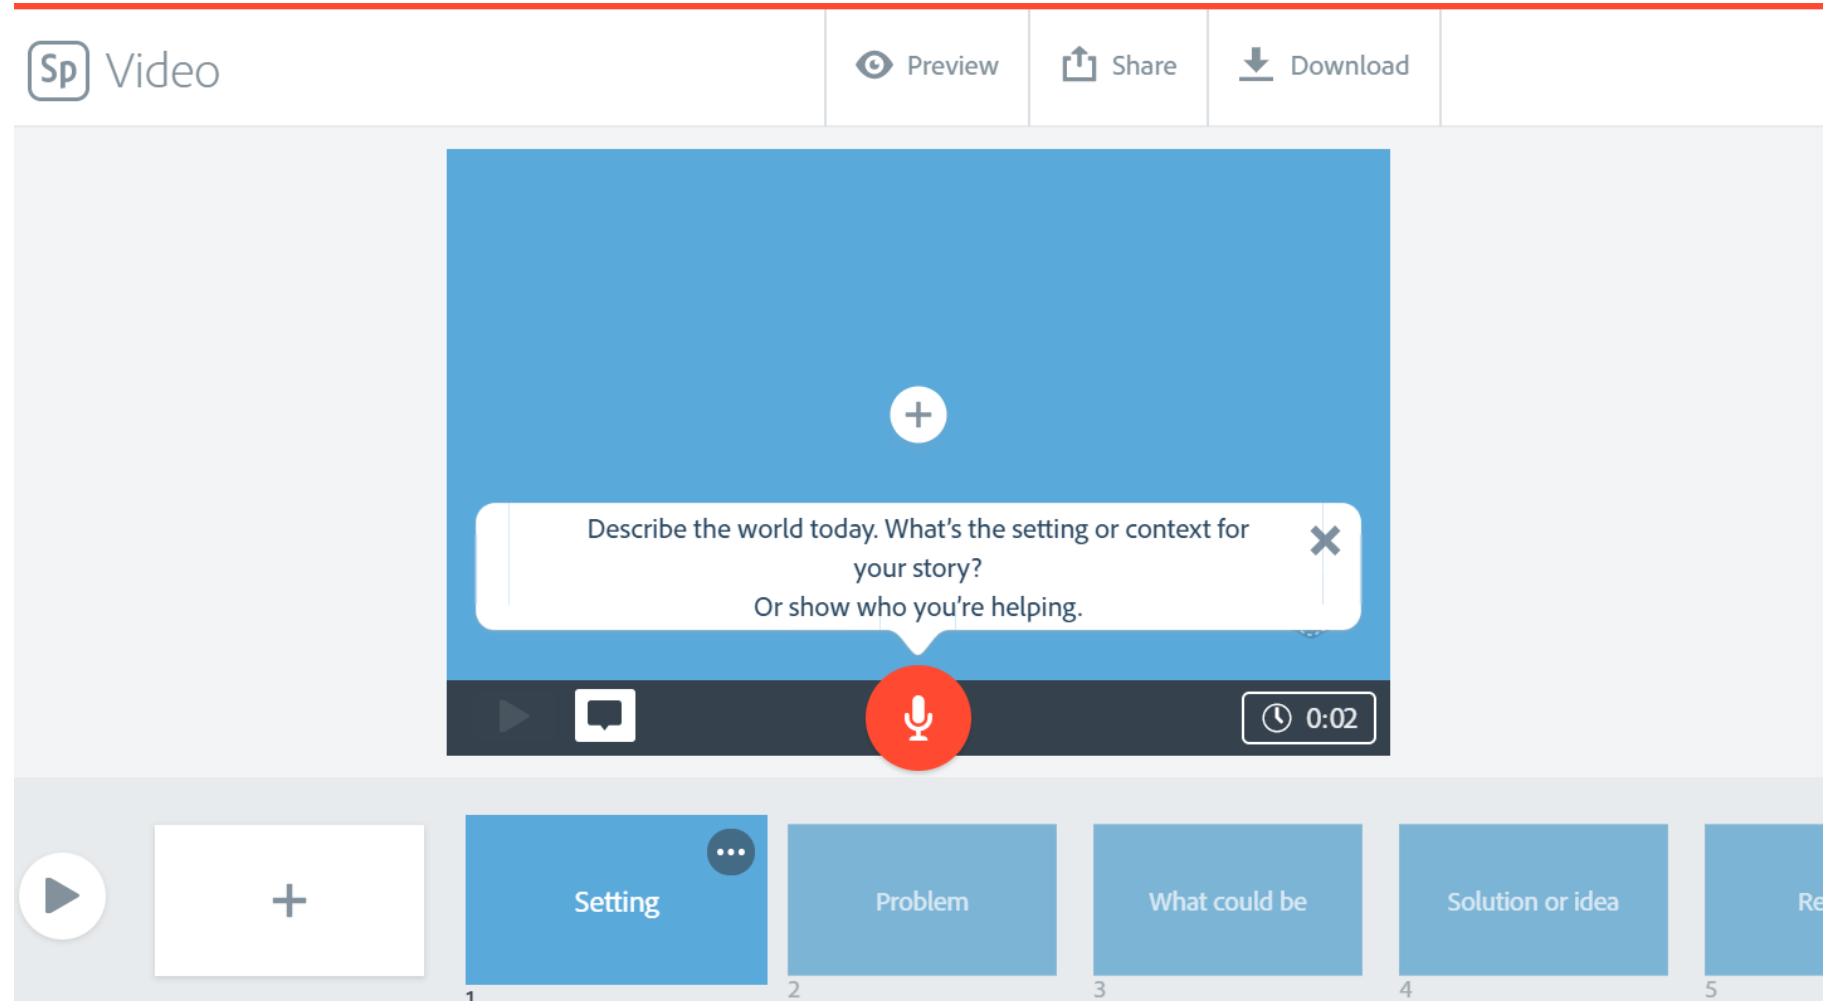 Sp Video
Preview
Share
Download
Describe the world today. What's the setting or context for
your story?
Or show who you're helping.
0:02
Setting
Problem
What could be
Solution or idea
Re
1
2
3
4
5